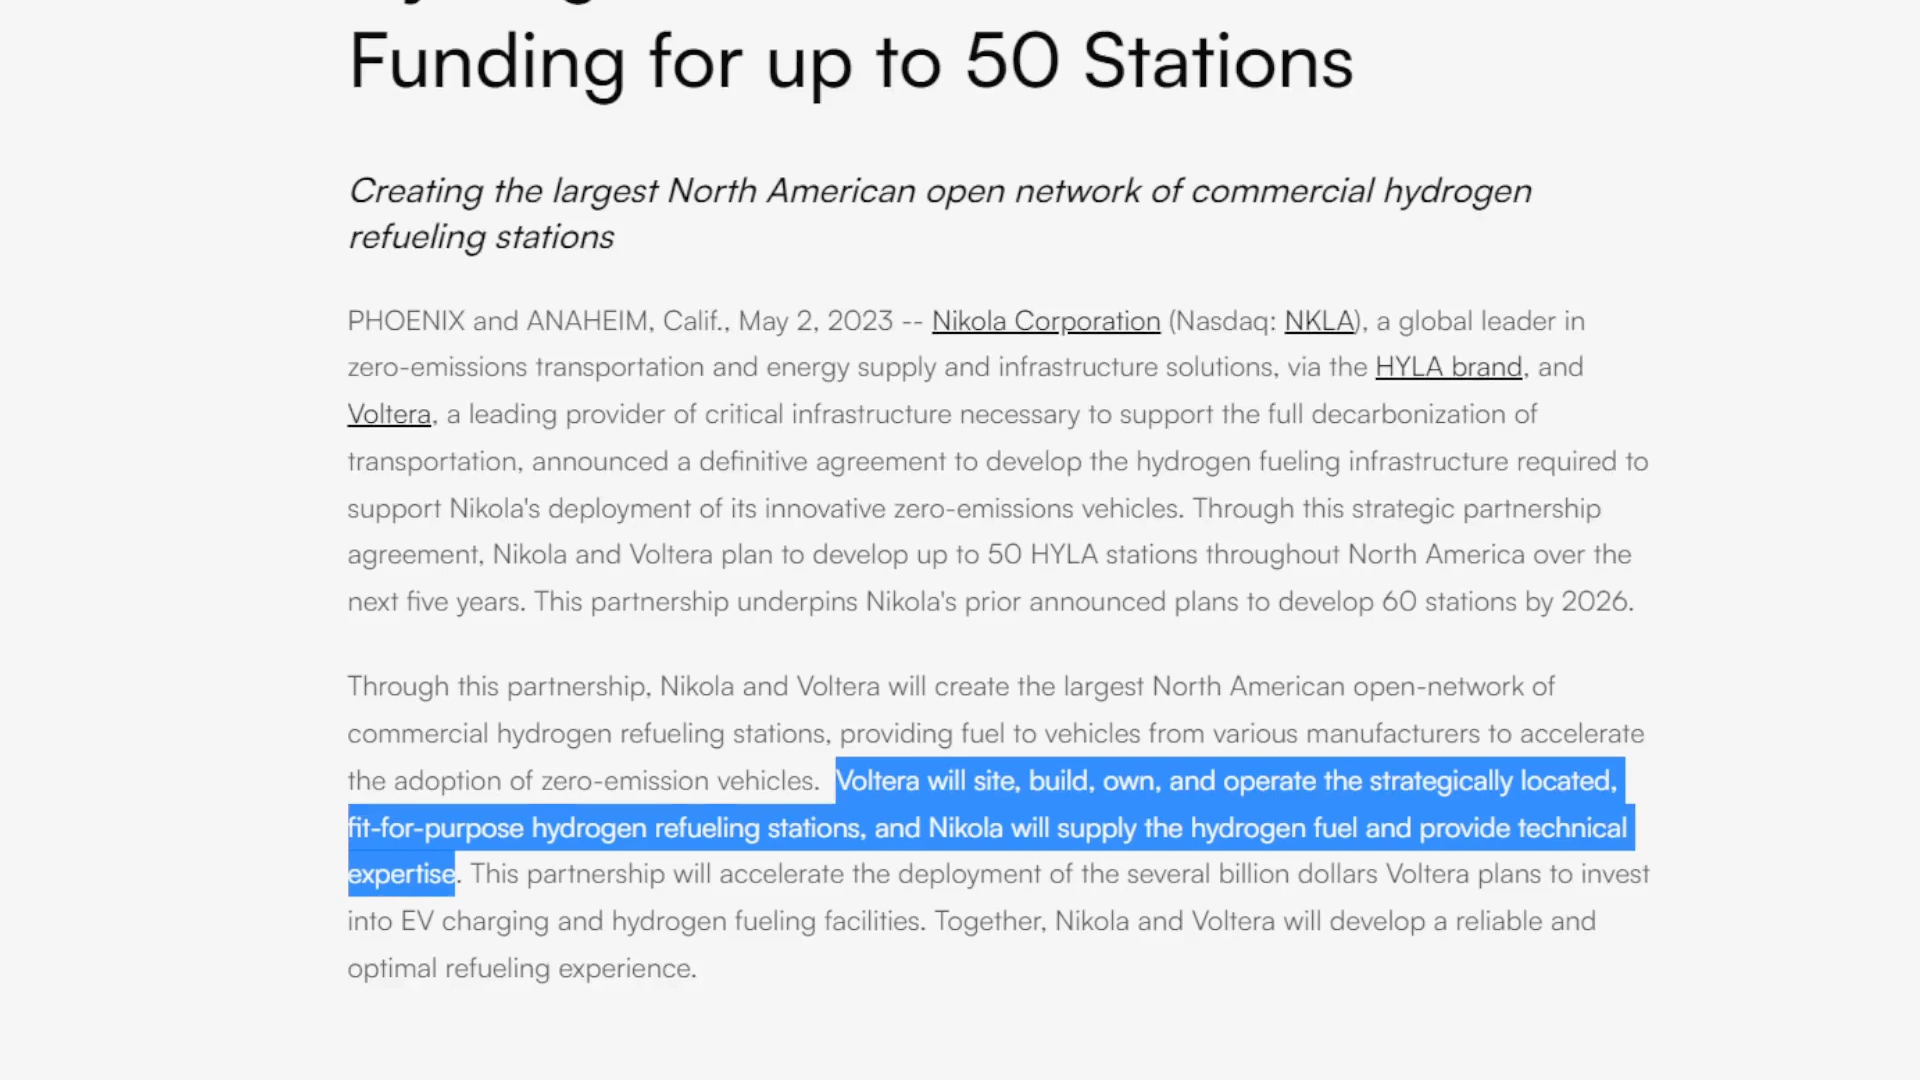 Funding for up to 50 Stations
Creating the largest North American open network of commercial hydrogen
refueling stations
PHOENIX and ANAHEIM, Calif., May 2, 2023 -- Nikola Corporation (Nasdaq: NKLA), a global leader in
zero-emissions transportation and energy supply and infrastructure solutions, via the HYLA brand, and
Voltera, a leading provider of critical infrastructure necessary to support the full decarbonization of
transportation, announced a definitive agreement to develop the hydrogen fueling infrastructure required to
support Nikola's deployment of its innovative zero-emissions vehicles. Through this strategic partnership
agreement, Nikola and Voltera plan to develop up to 50 HYLA stations throughout North America over the
next five years. This partnership underpins Nikola's prior announced plans to develop 60 stations by 2026.
Through this partnership, Nikola and Voltera will create the largest North American open-network of
commercial hydrogen refueling stations, providing fuel to vehicles from various manufacturers to accelerate
the adoption of zero-emission vehicles. Voltera will site, build, own, and operate the strategically located,
fit-for-purpose hydrogen refueling stations, and Nikola will supply the hydrogen fuel and provide technical
expertise. This partnership will accelerate the deployment of the several billion dollars Voltera plans to invest
into EV charging and hydrogen fueling facilities. Together, Nikola and Voltera will develop a reliable and
optimal refueling experience.